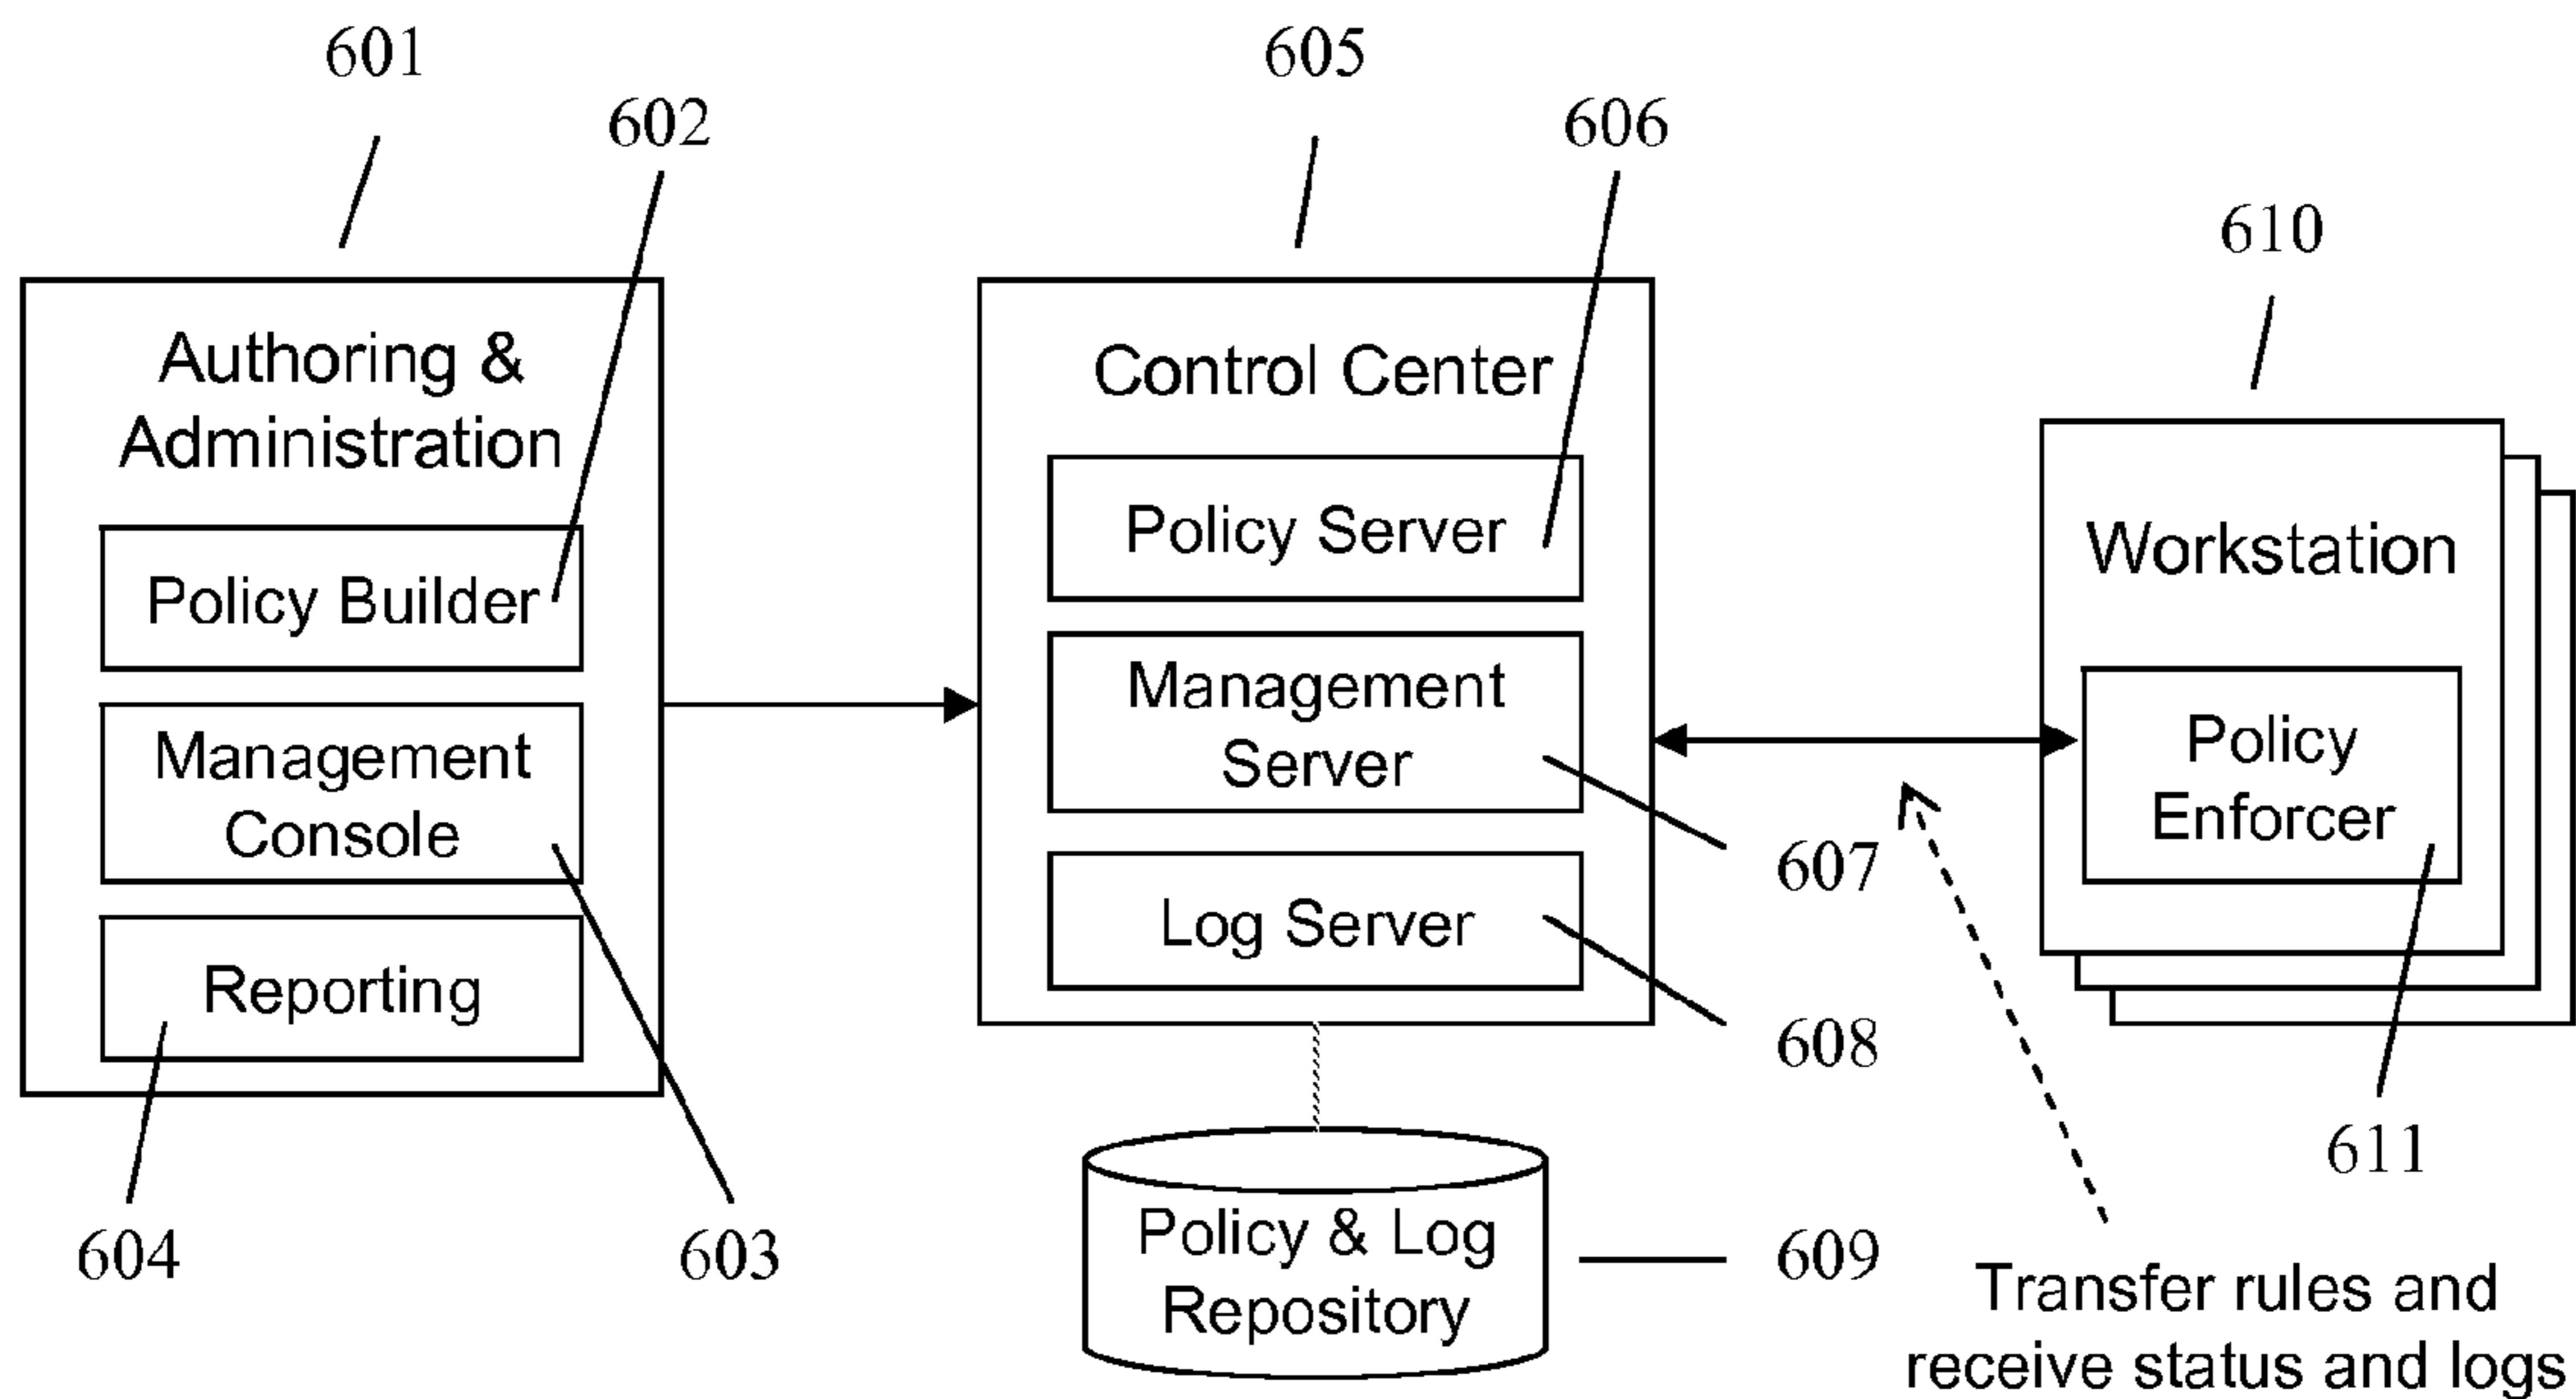 601
602
605
606
610
Authoring &
Administration
Policy Builder
Management
Console
Reporting
604
603
Control Center
Policy Server
Management
Server
Log Server
607
608
Policy & Log
Repository
609
Workstation
Policy
Enforcer
611
Transfer rules and
receive status and logs